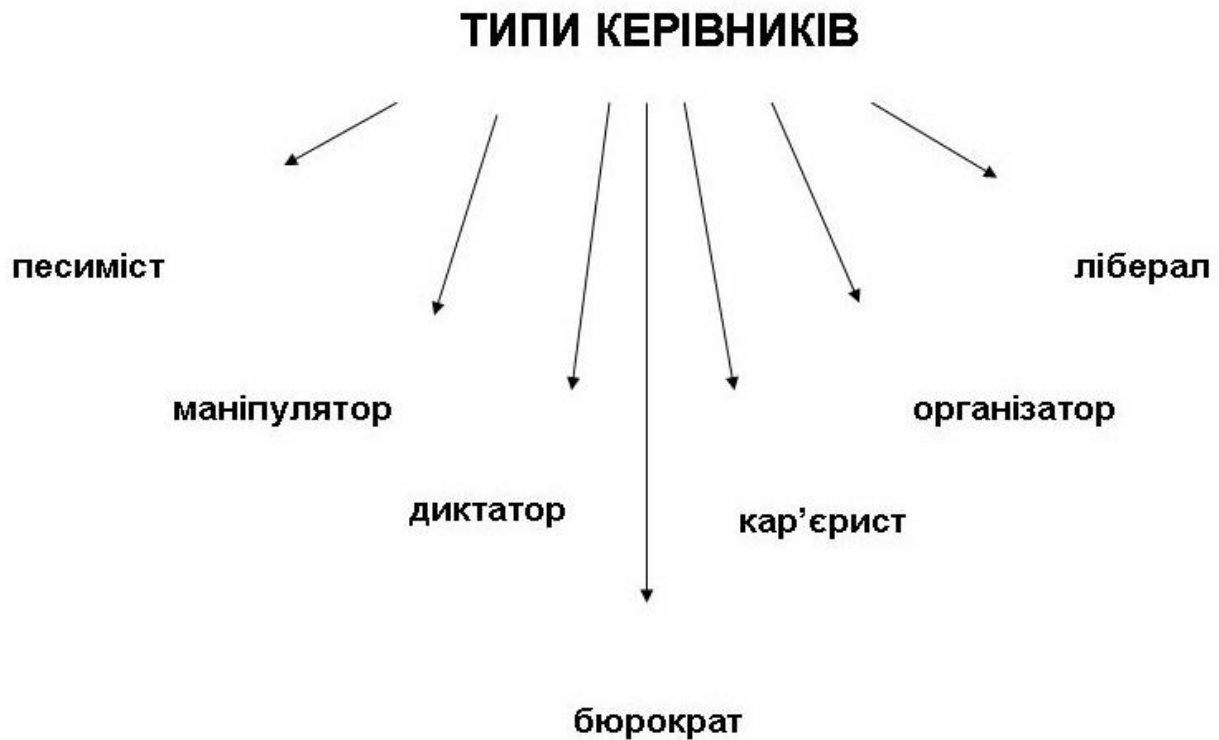 ТИПИ КЕРІВНИКІВ
песиміст
ліберал
маніпулятор
організатор
диктатор
кар’єрист
бюрократ